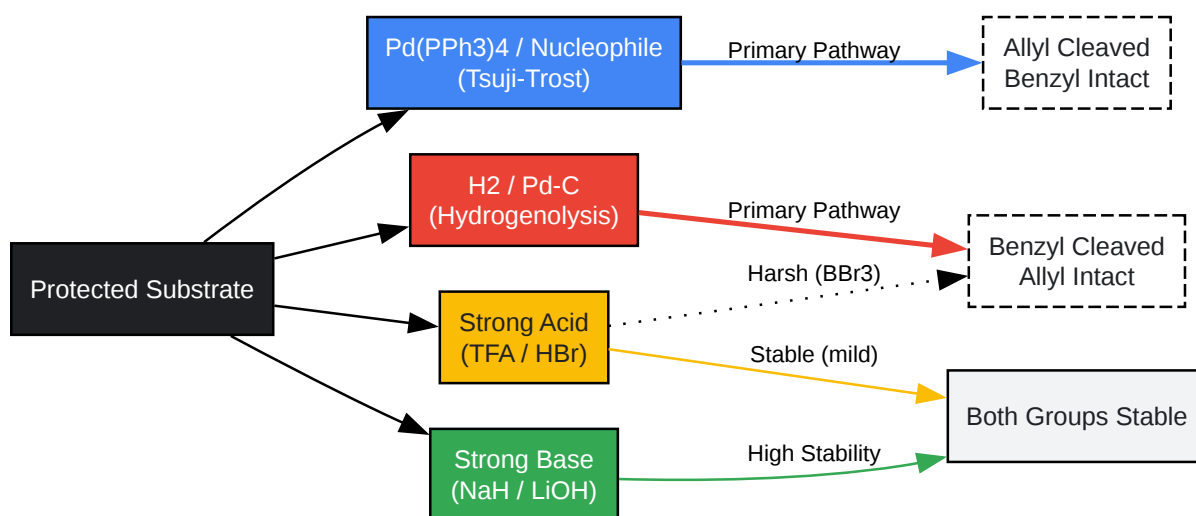 Pd(PPh3)4 / Nucleophile
(Tsuji-Trost)
Primary Pathway
Allyl Cleaved
Benzyl Intact
H2 / Pd-C
(Hydrogenolysis)
Primary Pathway
Benzyl Cleaved
Allyl Intact
Protected Substrate
Harsh (BBr3)
Strong Acid
(TFA / HBr)
Stable (mild)
Both Groups Stable
Strong Base
(NaH / LiOH)
High Stability